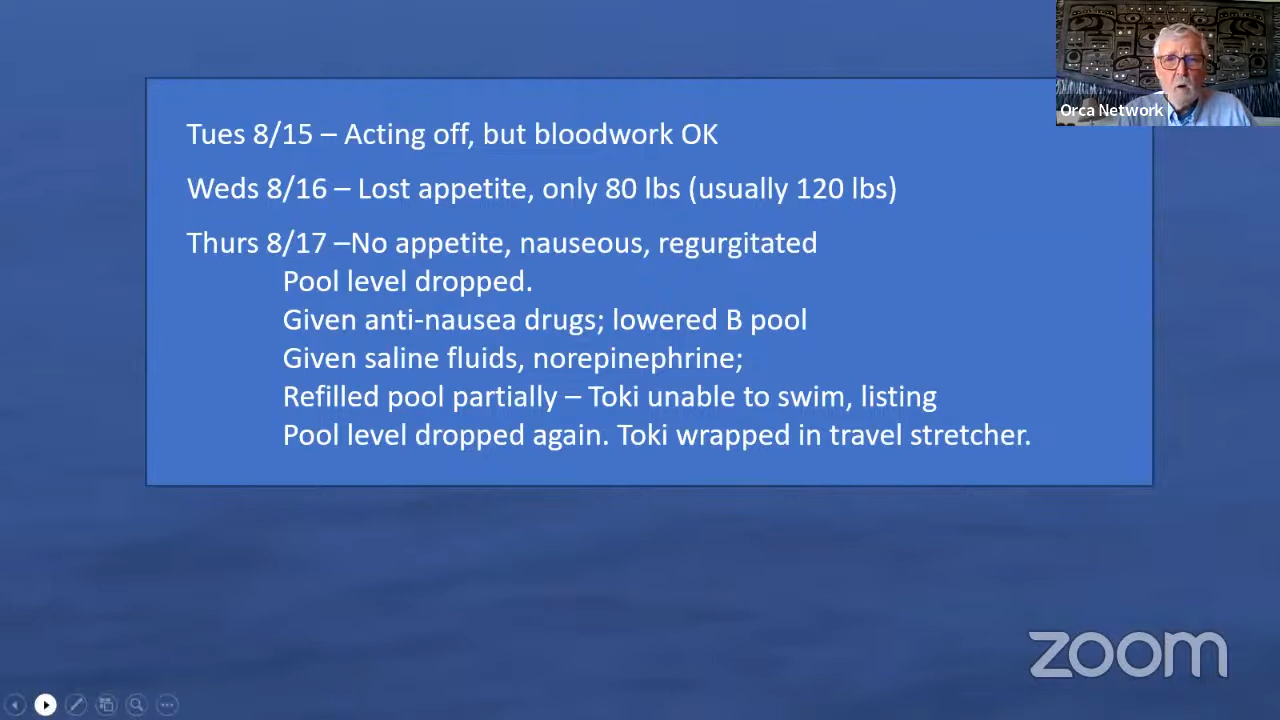 Orca Network
Tues 8/15 – Acting off, but bloodwork OK
Weds 8/16 – Lost appetite, only 80 lbs (usually 120 lbs)
Thurs 8/17 –No appetite, nauseous, regurgitated
Pool level dropped.
Given anti-nausea drugs; lowered B pool
Given saline fluids, norepinephrine;
Refilled pool partially – Toki unable to swim, listing
Pool level dropped again. Toki wrapped in travel stretcher.
zoom